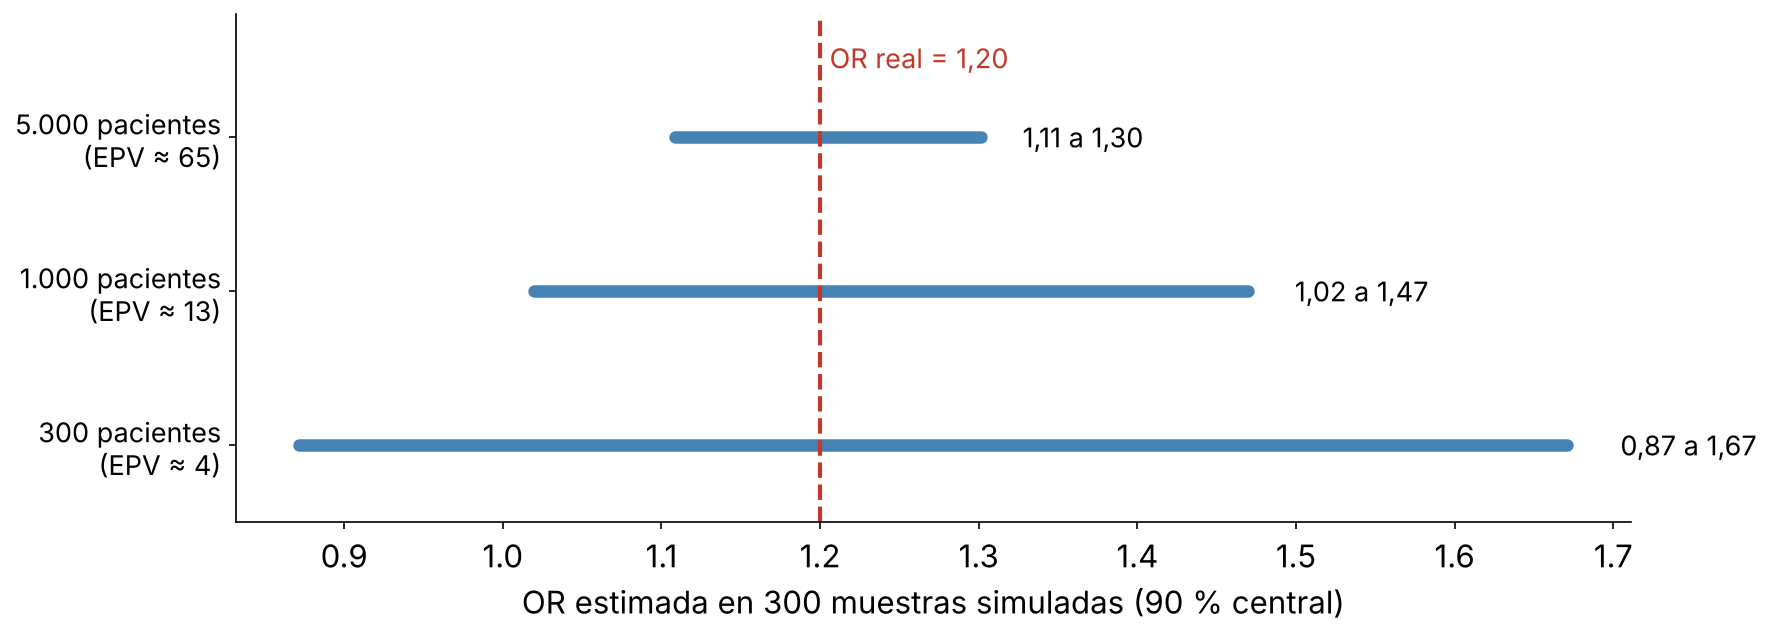 OR real = 1,20
5.000 pacientes
(EPV ≈ 65)
1,11 a 1,30
1.000 pacientes
(EPV ≈ 13)
1,02 a 1,47
300 pacientes
(EPV ≈ 4)
0,87 a 1,67
0.9 1.0 1.1 1.2 1.3 1.4 1.5 1.6 1.7
OR estimada en 300 muestras simuladas (90 % central)